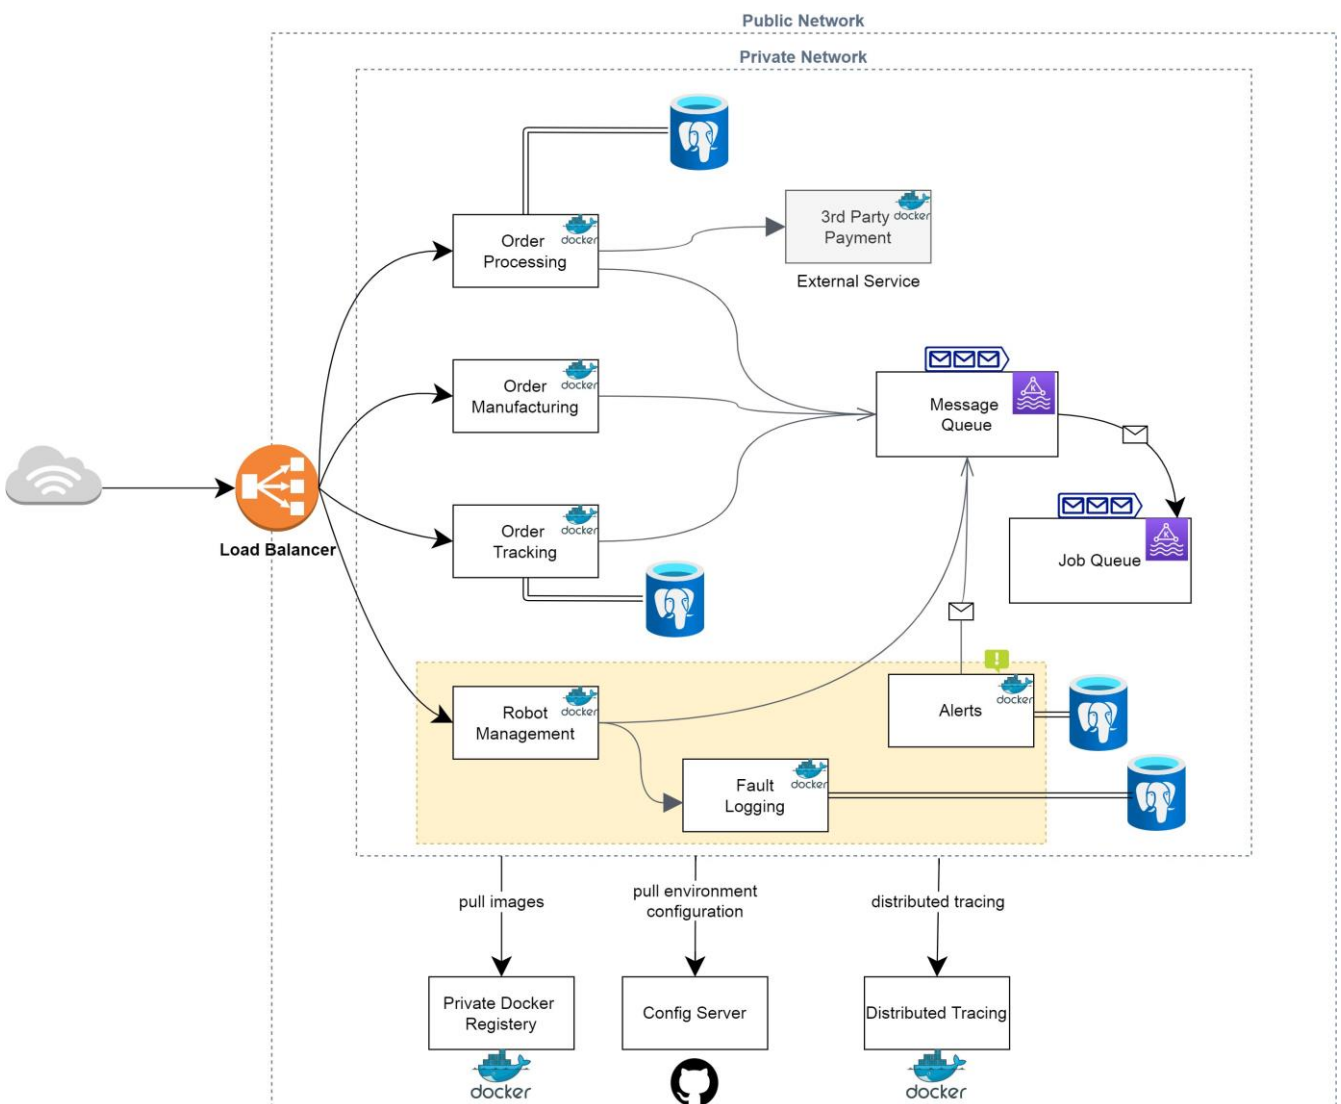 Public Network
Private Network
docker
Order
Processing
docker
3rd Party
Payment
External Service
docker
Order
Manufacturing
Message
Queue
K
docker
Order
Tracking
Load Balancer
Job Queue
K
!
docker
Robot
Management
docker
Alerts
docker
Fault
Logging
pull images
pull environment
configuration
distributed tracing
Private Docker
Registery
Config Server
Distributed Tracing
docker
docker